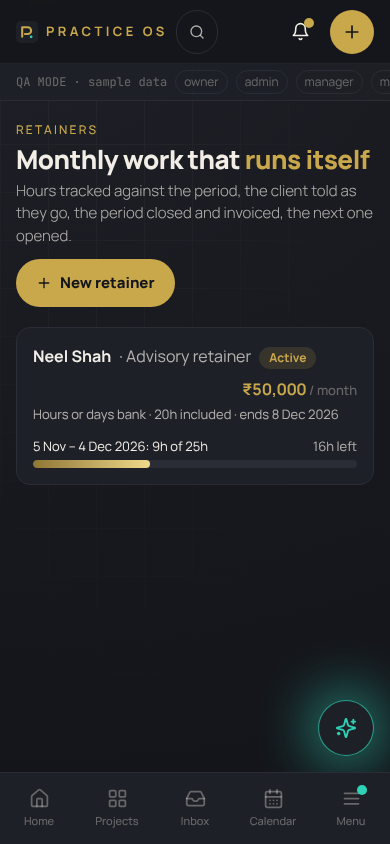 PRACTICE OS
QA MODE · sample data owner admin manager m
RETAINERS
Monthly work that runs itself
Hours tracked against the period, the client told as
they go, the period closed and invoiced, the next one
opened.
+ New retainer
Neel Shah · Advisory retainer Active
₹50,000 / month
Hours or days bank · 20h included · ends 8 Dec 2026
5 Nov – 4 Dec 2026: 9h of 25h 16h left
Home Projects Inbox Calendar Menu